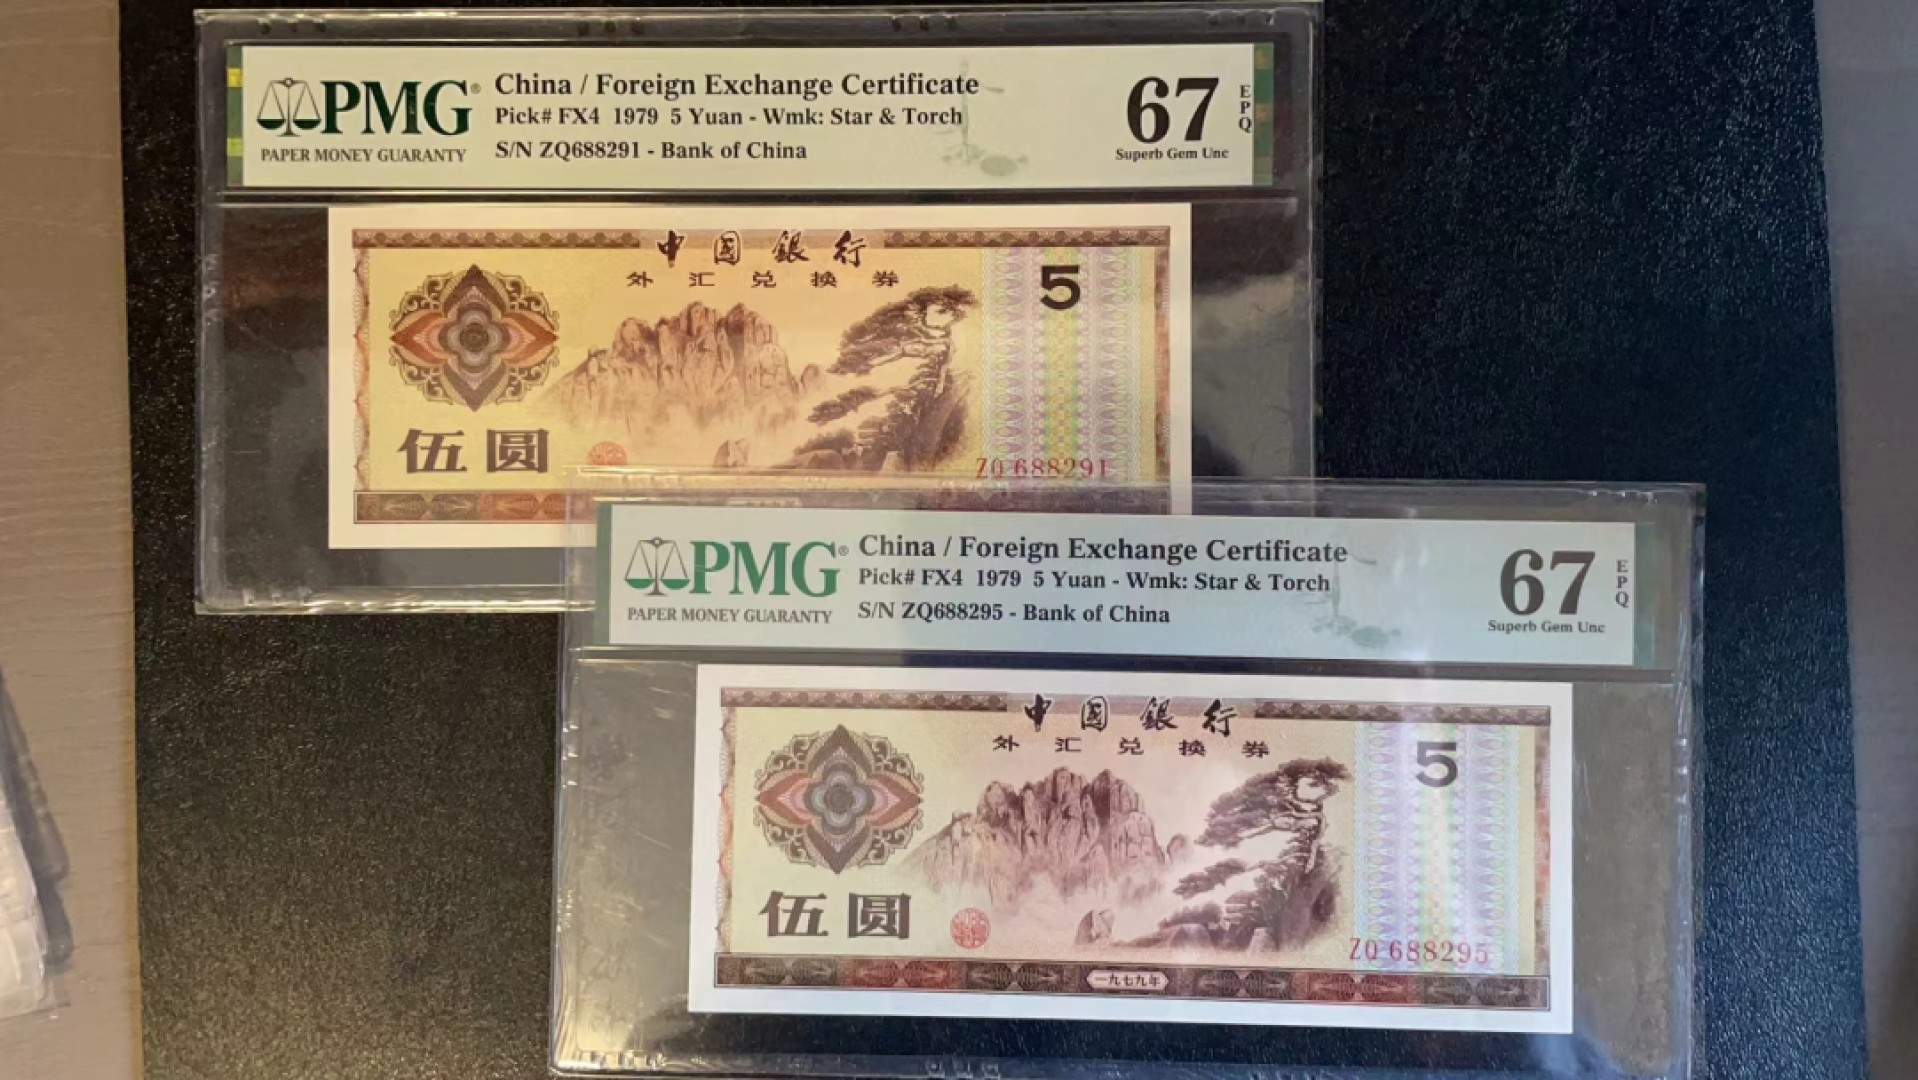 PMG®
PAPER MONEY GUARANTY
China / Foreign Exchange Certificate
Pick# FX4 1979 5 Yuan - Wmk: Star & Torch
S/N ZQ688291 - Bank of China
67
EPQ
Superb Gem Unc
中国銀行
外汇兑换券
5
伍圆
ZQ 688291
PMG®
PAPER MONEY GUARANTY
China / Foreign Exchange Certificate
Pick# FX4 1979 5 Yuan - Wmk: Star & Torch
S/N ZQ688295 - Bank of China
67
EPQ
Superb Gem Unc
中国銀行
外汇兑换券
5
伍圆
ZQ 688295
一九七九年